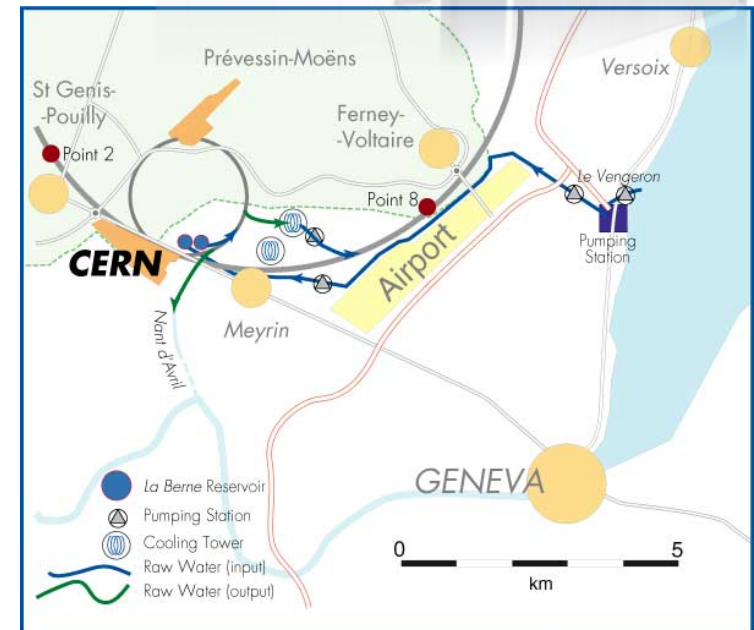 Prévessin-Moëns
Versoix
St Genis-
-Pouilly
Ferney-
-Voltaire
Point 2
Le Vengeron
Point 8
Pumping
Station
CERN
Airport
Meyrin
Nant d'Avril
GENEVA
La Berne Reservoir
Pumping Station
Cooling Tower
Raw Water (input)
Raw Water (output)
0 5
km